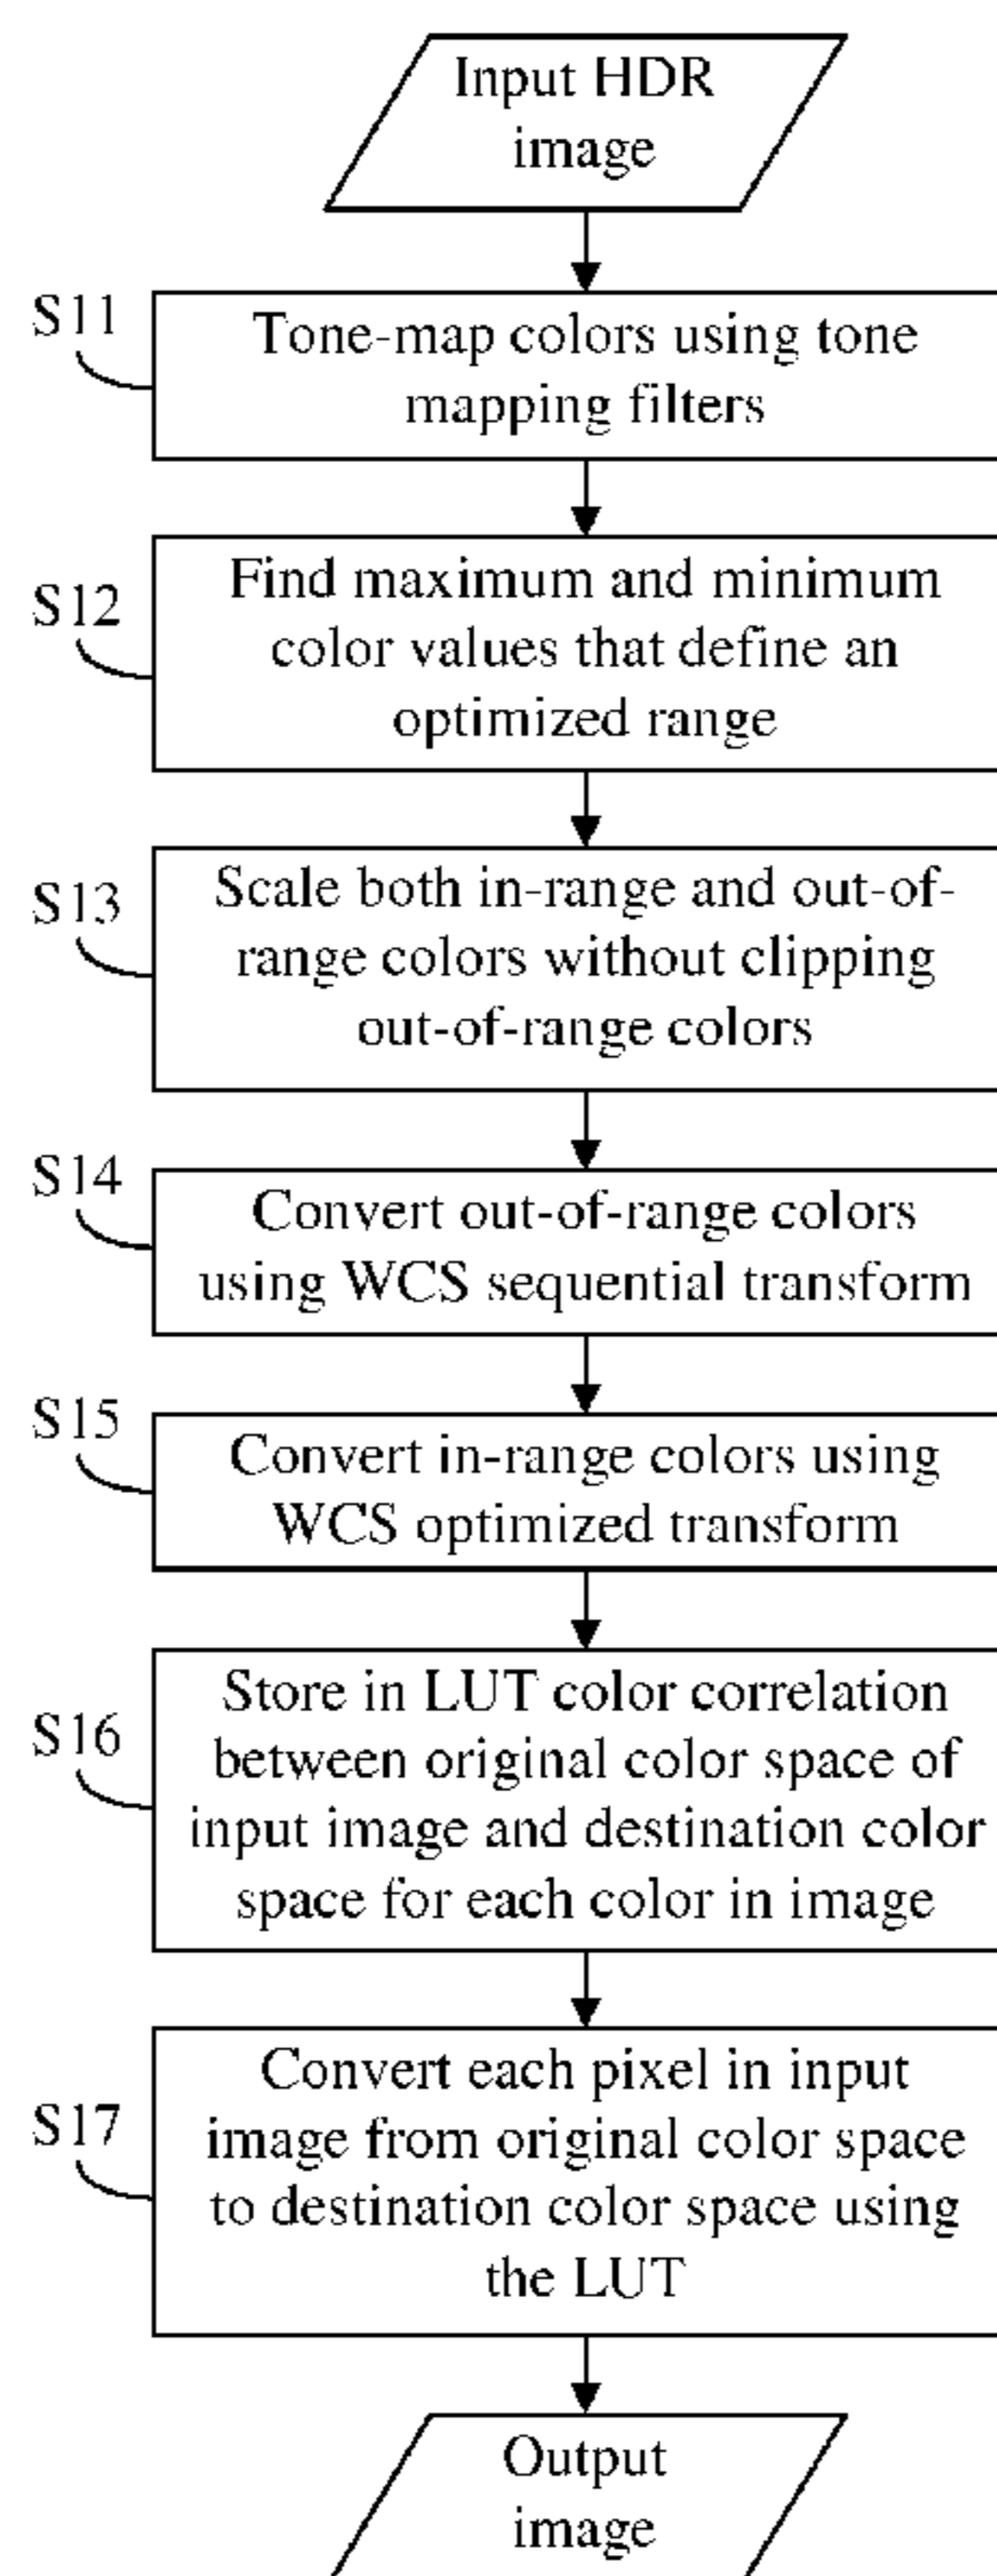 Input HDR
image
S11
Tone-map colors using tone
mapping filters
S12
Find maximum and minimum
color values that define an
optimized range
S13
Scale both in-range and out-of-
range colors without clipping
out-of-range colors
S14
Convert out-of-range colors
using WCS sequential transform
S15
Convert in-range colors using
WCS optimized transform
S16
Store in LUT color correlation
between original color space of
input image and destination color
space for each color in image
S17
Convert each pixel in input
image from original color space
to destination color space using
the LUT
Output
image